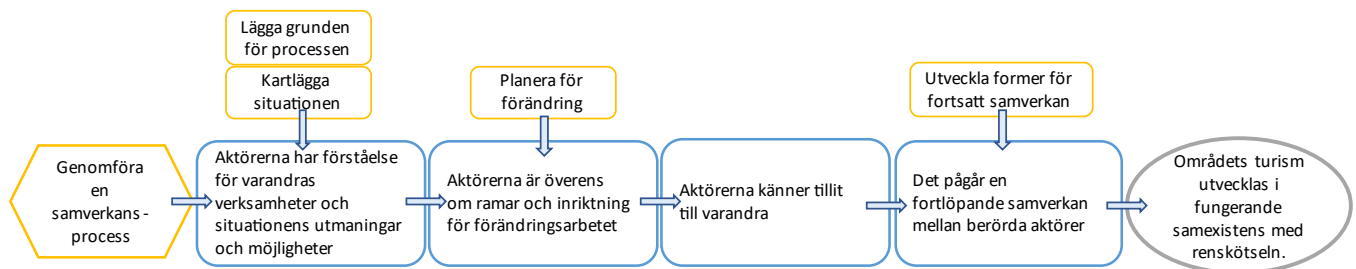 Lägga grunden
för processen
Kartlägga
situationen
Planera för
förändring
Utveckla former för
fortsatt samverkan
Genomföra
en
samverkans-
process
Aktörerna har förståelse
för varandras
verksamheter och
situationens utmaningar
och möjligheter
Aktörerna är överens
om ramar och inriktning
för förändringsarbetet
Aktörerna känner tillit
till varandra
Det pågår en
fortlöpande samverkan
mellan berörda aktörer
Områdets turism
utvecklas i
fungerande
samexistens med
renskötseln.